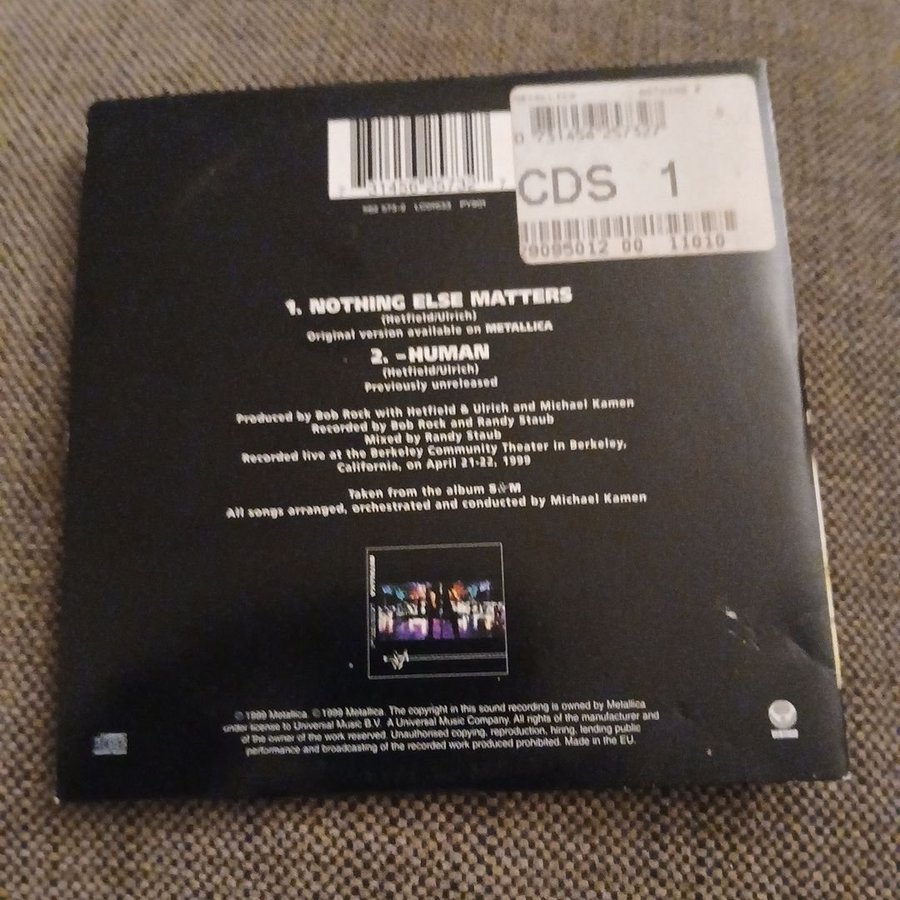 CDS 1
79095012 00 11010
1. NOTHING ELSE MATTERS
(Hetfield/Ulrich)
Original version available on METALLICA
2. –HUMAN
(Hetfield/Ulrich)
Previously unreleased
Produced by Bob Rock with Hetfield & Ulrich and Michael Kamen
Recorded by Bob Rock and Randy Staub
Mixed by Randy Staub
Recorded live at the Berkeley Community Theater in Berkeley,
California, on April 21-22, 1999
Taken from the album S&M
All songs arranged, orchestrated and conducted by Michael Kamen
℗ 1999 Metallica. © 1999 Metallica. The copyright in this sound recording is owned by Metallica
under license to Universal Music B.V. A Universal Music Company. All rights of the manufacturer and
of the owner of the work reserved. Unauthorised copying, reproduction, hiring, lending public
performance and broadcasting of the recorded work produced prohibited. Made in the EU.